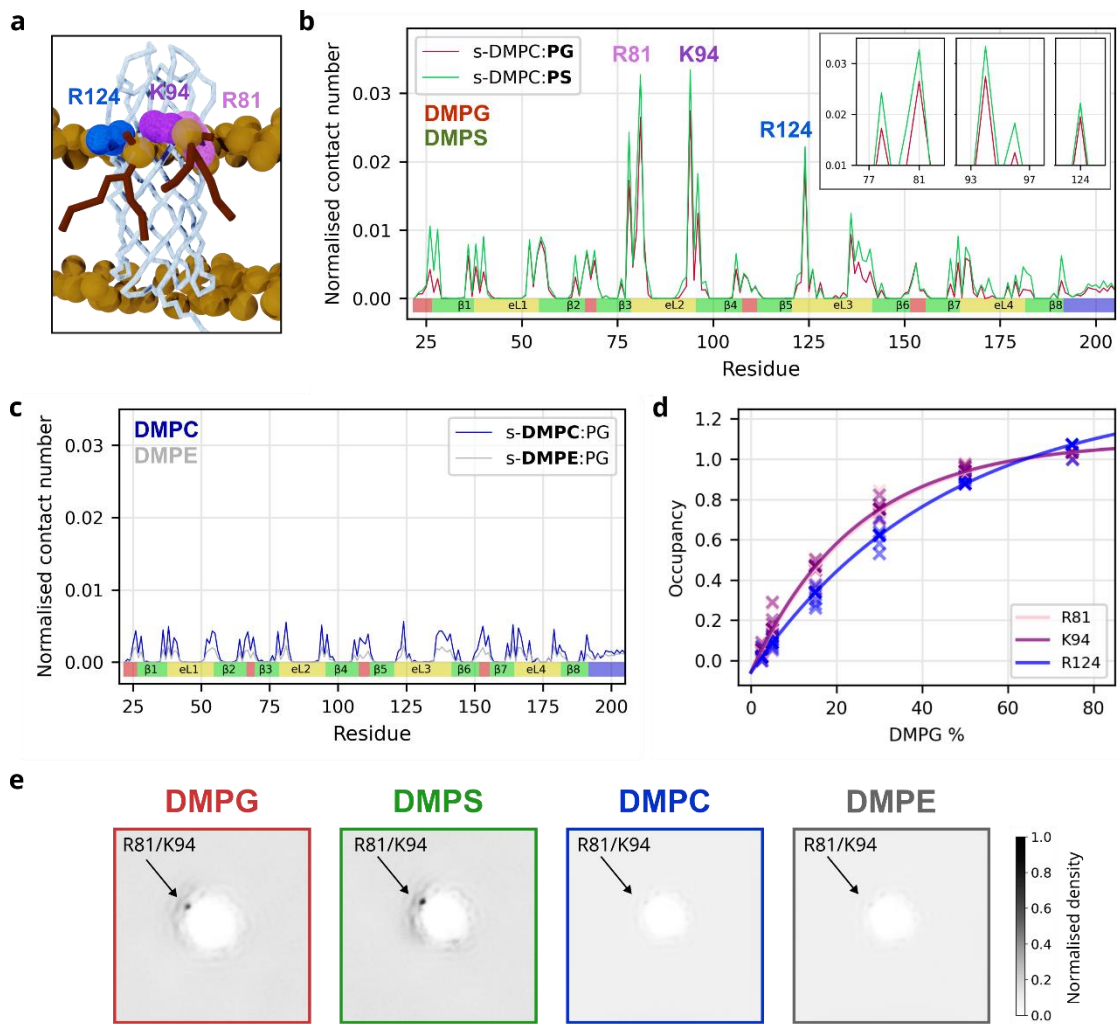 a
R124
K94
R81
b
Normalised contact number
0.03
0.02
0.01
0.00
s-DMPC:PG
s-DMPC:PS
DMPG
DMPS
R81
K94
R124
0.03
0.02
0.01
77
81
93
97
124
β1
eL1
β2
β3
eL2
β4
β5
eL3
β6
β7
eL4
β8
25
50
75
100
125
150
175
200
Residue
c
Normalised contact number
0.03
0.02
0.01
0.00
DMPC
DMPE
s-DMPC:PG
s-DMPE:PG
β1
eL1
β2
β3
eL2
β4
β5
eL3
β6
β7
eL4
β8
25
50
75
100
125
150
175
200
Residue
d
Occupancy
1.2
1.0
0.8
0.6
0.4
0.2
0.0
R81
K94
R124
0
20
40
60
80
DMPG %
e
DMPG
DMPS
DMPC
DMPE
R81/K94
R81/K94
R81/K94
R81/K94
1.0
0.8
0.6
0.4
0.2
0.0
Normalised density